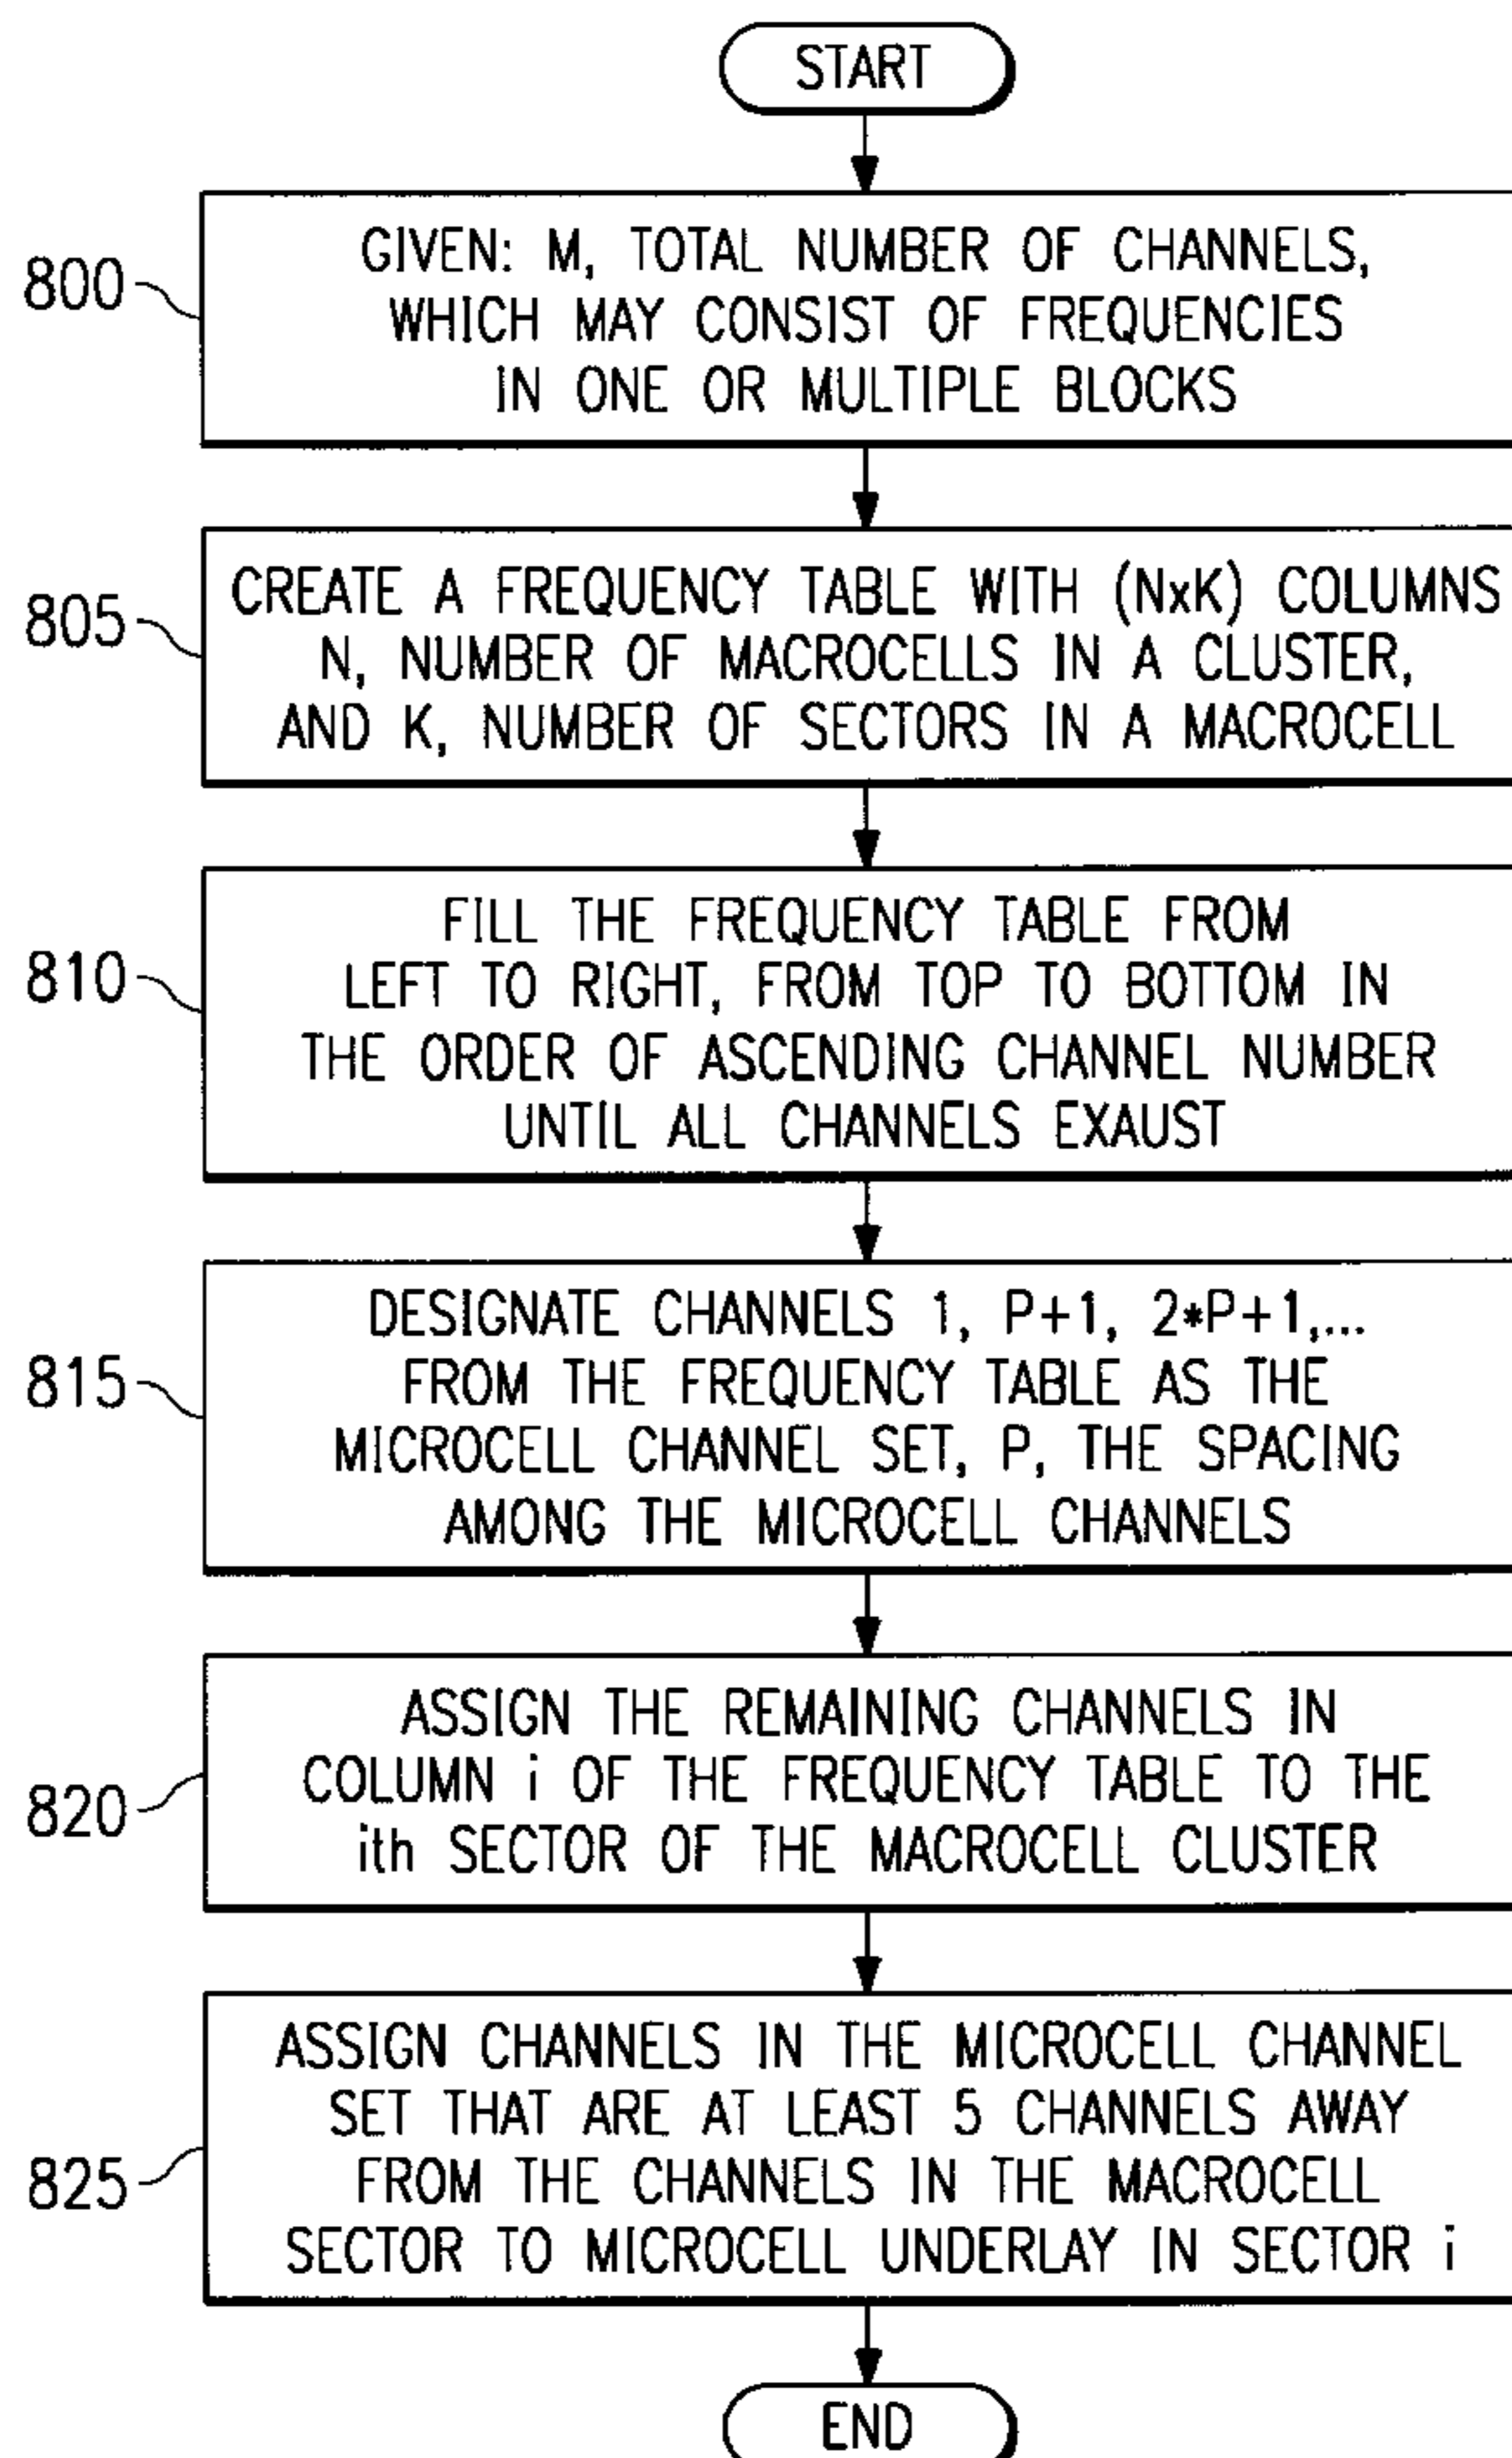 START
800
GIVEN: M, TOTAL NUMBER OF CHANNELS,
WHICH MAY CONSIST OF FREQUENCIES
IN ONE OR MULTIPLE BLOCKS
805
CREATE A FREQUENCY TABLE WITH (NxK) COLUMNS
N, NUMBER OF MACROCELLS IN A CLUSTER,
AND K, NUMBER OF SECTORS IN A MACROCELL
810
FILL THE FREQUENCY TABLE FROM
LEFT TO RIGHT, FROM TOP TO BOTTOM IN
THE ORDER OF ASCENDING CHANNEL NUMBER
UNTIL ALL CHANNELS EXAUST
815
DESIGNATE CHANNELS 1, P+1, 2*P+1,...
FROM THE FREQUENCY TABLE AS THE
MICROCELL CHANNEL SET, P, THE SPACING
AMONG THE MICROCELL CHANNELS
820
ASSIGN THE REMAINING CHANNELS IN
COLUMN i OF THE FREQUENCY TABLE TO THE
ith SECTOR OF THE MACROCELL CLUSTER
825
ASSIGN CHANNELS IN THE MICROCELL CHANNEL
SET THAT ARE AT LEAST 5 CHANNELS AWAY
FROM THE CHANNELS IN THE MACROCELL
SECTOR TO MICROCELL UNDERLAY IN SECTOR i
END